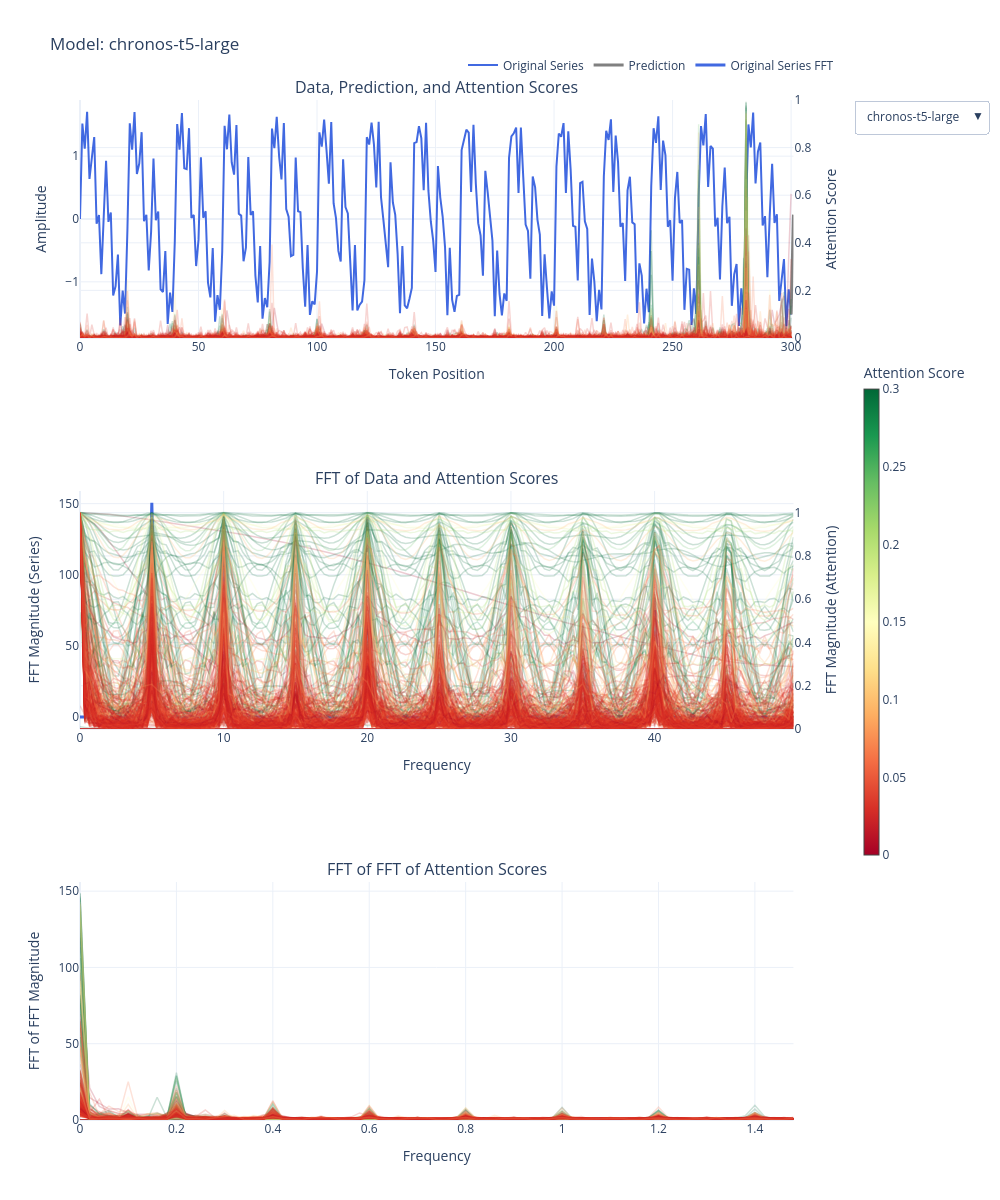 Model: chronos-t5-large
Original Series Prediction Original Series FFT
Data, Prediction, and Attention Scores
chronos-t5-large ▼
Amplitude
1
0
−1
0 50 100 150 200 250 300
Token Position
1
0.8
0.6
0.4
0.2
0
Attention Score
Attention Score
0.3
0.25
0.2
0.15
0.1
0.05
0
FFT of Data and Attention Scores
FFT Magnitude (Series)
150
100
50
0
0 10 20 30 40
Frequency
1
0.8
0.6
0.4
0.2
0
FFT Magnitude (Attention)
FFT of FFT of Attention Scores
FFT of FFT Magnitude
150
100
50
0
0 0.2 0.4 0.6 0.8 1 1.2 1.4
Frequency